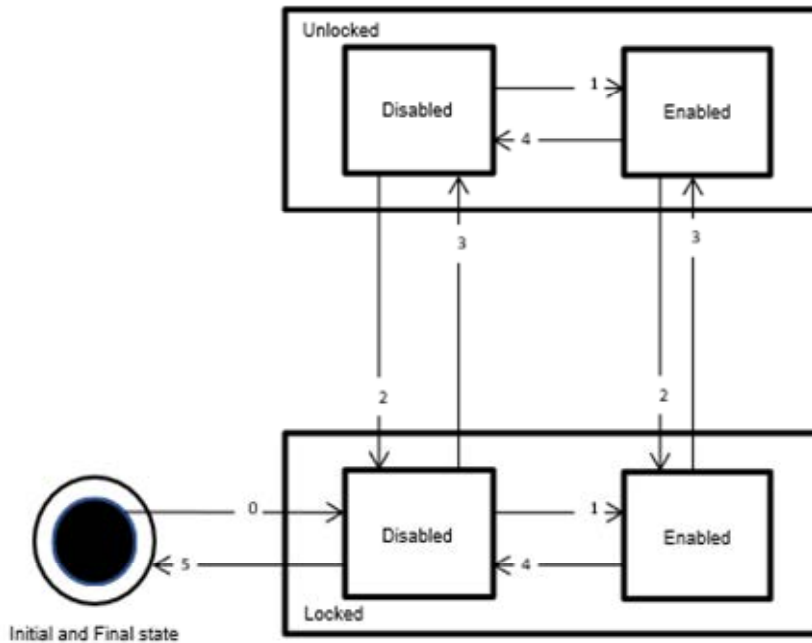 Unlocked
Disabled
1
Enabled
4
3
3
2
2
0
Disabled
1
Enabled
5
4
Locked
Initial and Final state